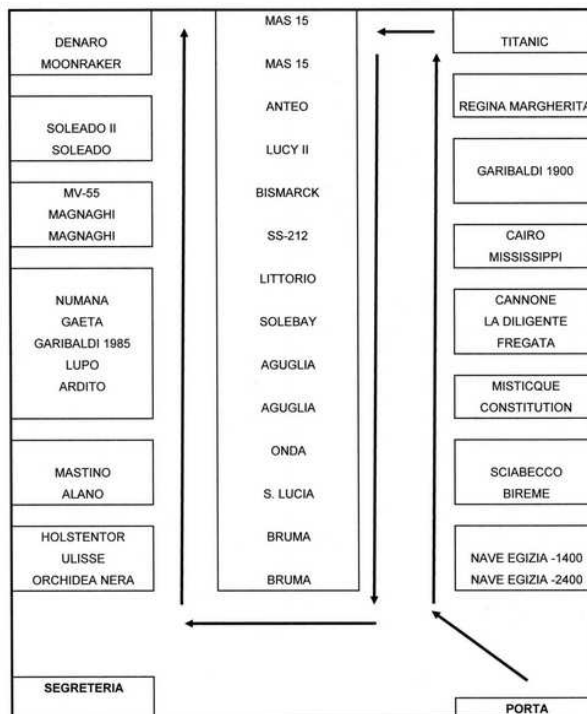 DENARO
MOONRAKER
SOLEADO II
SOLEADO
MV-55
MAGNAGHI
MAGNAGHI
NUMANA
GAETA
GARIBALDI 1985
LUPO
ARDITO
MASTINO
ALANO
HOLSTENTOR
ULISSE
ORCHIDEA NERA
SEGRETERIA
MAS 15
MAS 15
ANTEO
LUCY II
BISMARCK
SS-212
LITTORIO
SOLEBAY
AGUGLIA
AGUGLIA
ONDA
S. LUCIA
BRUMA
BRUMA
TITANIC
REGINA MARGHERITA
GARIBALDI 1900
CAIRO
MISSISSIPPI
CANNONE
LA DILIGENTE
FREGATA
MISTICQUE
CONSTITUTION
SCIABECCO
BIREME
NAVE EGIZIA -1400
NAVE EGIZIA -2400
PORTA